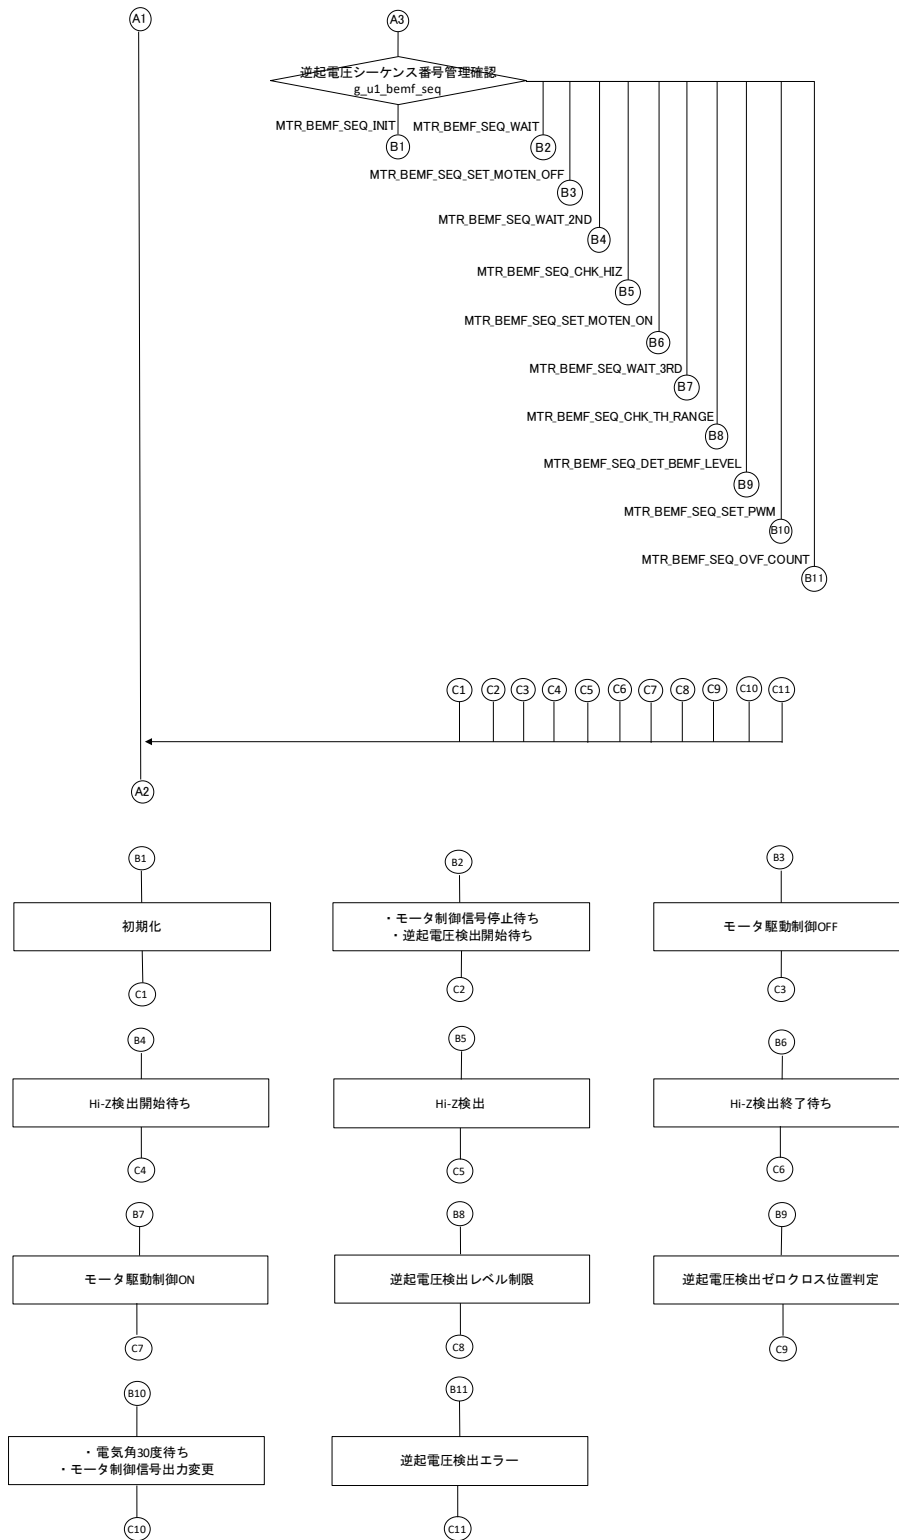 A1
A3
逆起電圧シーケンス番号管理確認
g_u1_bemf_seq
MTR_BEMF_SEQ_INIT
MTR_BEMF_SEQ_WAIT
B1
B2
MTR_BEMF_SEQ_SET_MOTEN_OFF
B3
MTR_BEMF_SEQ_WAIT_2ND
B4
MTR_BEMF_SEQ_CHK_HIZ
B5
MTR_BEMF_SEQ_SET_MOTEN_ON
B6
MTR_BEMF_SEQ_WAIT_3RD
B7
MTR_BEMF_SEQ_CHK_TH_RANGE
B8
MTR_BEMF_SEQ_DET_BEMF_LEVEL
B9
MTR_BEMF_SEQ_SET_PWM
B10
MTR_BEMF_SEQ_OVF_COUNT
B11
C1
C2
C3
C4
C5
C6
C7
C8
C9
C10
C11
A2
B1
B2
B3
初期化
・モータ制御信号停止待ち
・逆起電圧検出開始待ち
モータ駆動制御OFF
C1
C2
C3
B4
B5
B6
Hi-Z検出開始待ち
Hi-Z検出
Hi-Z検出終了待ち
C4
C5
C6
B7
B8
B9
モータ駆動制御ON
逆起電圧検出レベル制限
逆起電圧検出ゼロクロス位置判定
C7
C8
C9
B10
B11
・電気角30度待ち
・モータ制御信号出力変更
逆起電圧検出エラー
C10
C11